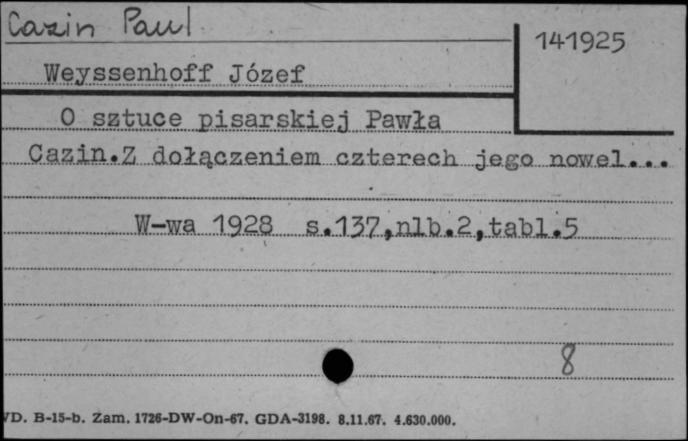 Cazin Paul
141925
Weyssenhoff Józef
O sztuce pisarskiej Pawła
Cazin.Z dołączeniem czterech jego nowel...
W-wa 1928 s.137,nlb.2,tabl.5
8
VD. B-15-b. Zam. 1726-DW-On-67. GDA-3198. 8.11.67. 4.630.000.